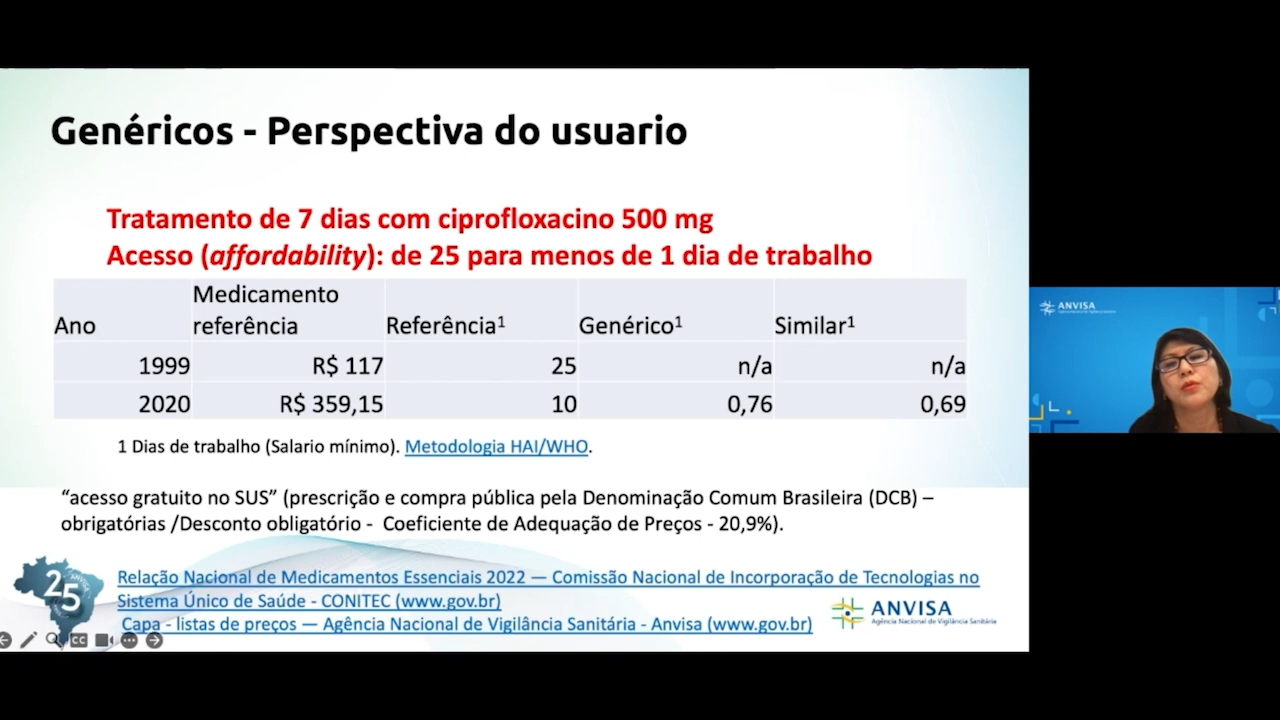 Genéricos - Perspectiva do usuario
Tratamento de 7 dias com ciprofloxacino 500 mg
Acesso (affordability): de 25 para menos de 1 dia de trabalho
Ano Medicamento referência Referência¹ Genérico¹ Similar¹
1999 R$ 117 25 n/a n/a
2020 R$ 359,15 10 0,76 0,69
1 Dias de trabalho (Salario mínimo). Metodologia HAI/WHO.
“acesso gratuito no SUS” (prescrição e compra pública pela Denominação Comum Brasileira (DCB) –
obrigatórias /Desconto obligatório - Coeficiente de Adequação de Preços - 20,9%).
Relação Nacional de Medicamentos Essenciais 2022 — Comissão Nacional de Incorporação de Tecnologias no
Sistema Único de Saúde - CONITEC (www.gov.br)
Capa - listas de preços — Agência Nacional de Vigilância Sanitária - Anvisa (www.gov.br)
25
ANVISA
ANVISA
Agência Nacional de Vigilância Sanitária
CC
ANVISA